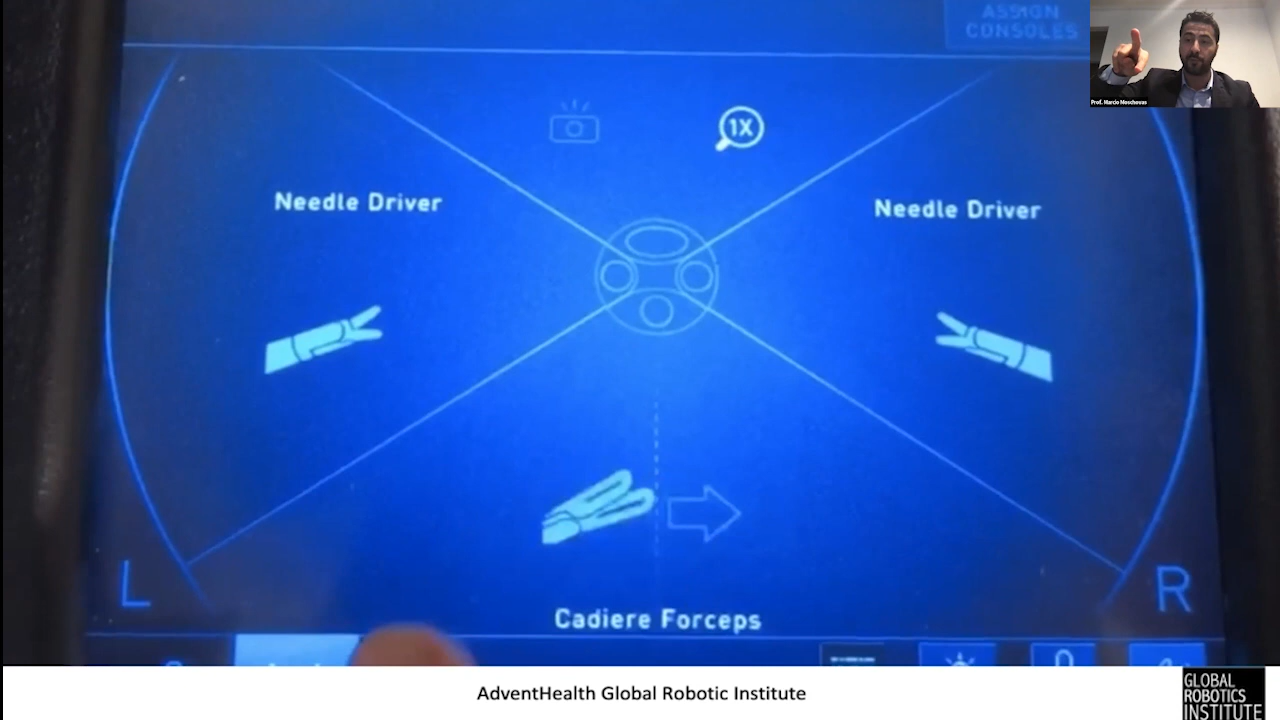 ASSIGN
CONSOLES
Prof. Marcio Moschovas
1X
Needle Driver
Needle Driver
L
R
Cadiere Forceps
AdventHealth Global Robotic Institute
GLOBAL
ROBOTICS
INSTITUTE